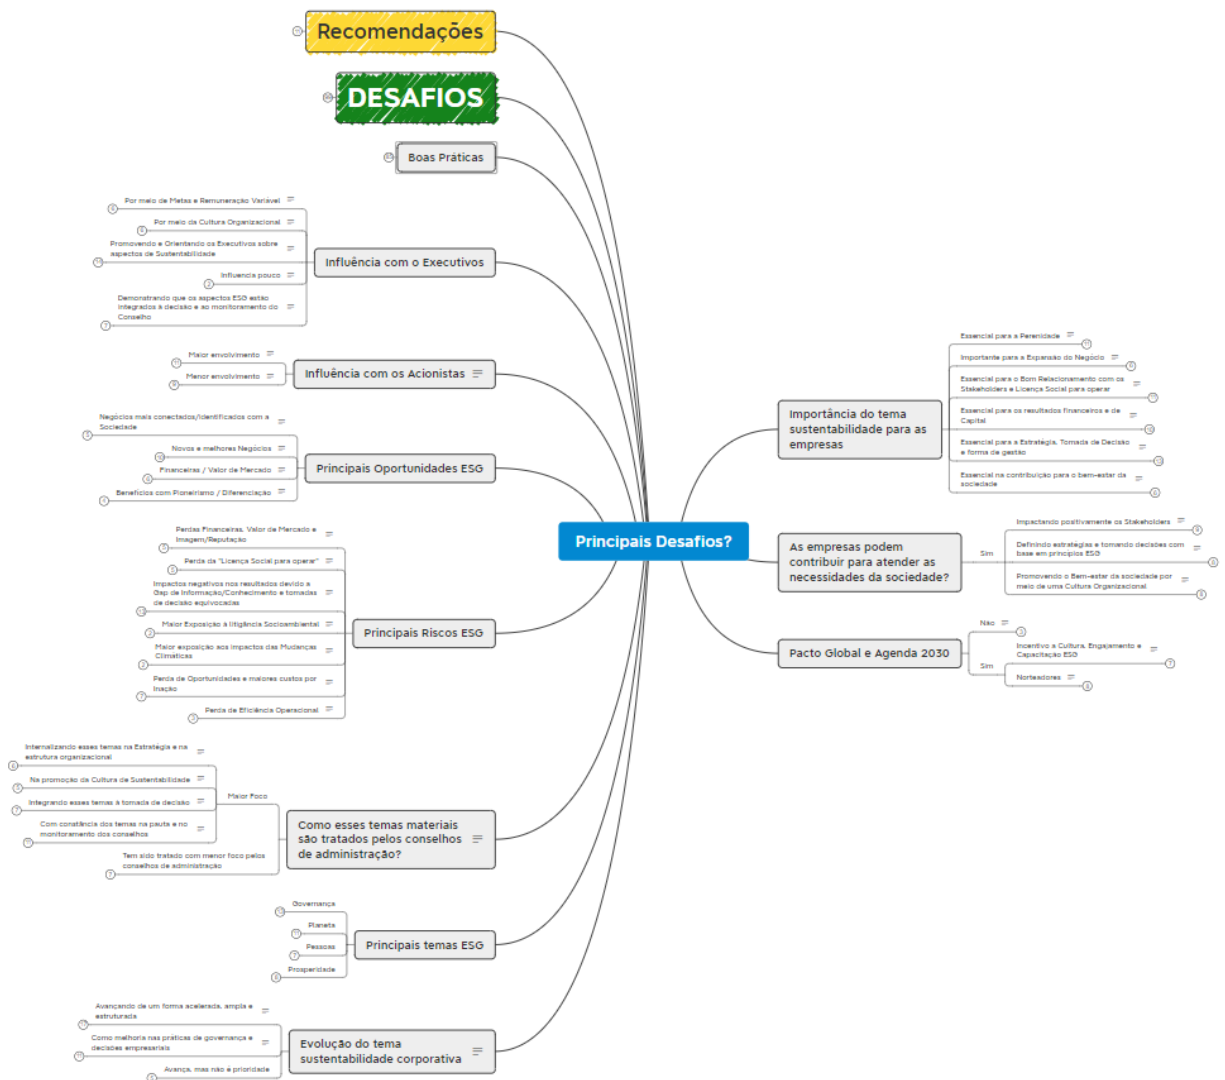 Recomendações
DESAFIOS
Boas Práticas
Por meio de Metas e Remuneração Variável
Por meio da Cultura Organizacional
Promovendo e Orientando os Executivos sobre
aspectos de Sustentabilidade
Influencia pouco
Demonstrando que os aspectos ESG estão
integrados à decisão e ao monitoramento do
Conselho
Influência com o Executivos
Maior envolvimento
Menor envolvimento
Influência com os Acionistas
Negócios mais conectados/identificados com a
Sociedade
Novos e melhores Negócios
Financeiras / Valor de Mercado
Benefícios com Pioneirismo / Diferenciação
Principais Oportunidades ESG
Perdas Financeiras, Valor de Mercado e
Imagem/Reputação
Perda da "Licença Social para operar"
Impactos negativos nos resultados devido a
Gap de Informação/Conhecimento e tomadas
de decisão equivocadas
Maior Exposição à litigância Socioambiental
Maior exposição aos impactos das Mudanças
Climáticas
Perda de Oportunidades e maiores custos por
Inação
Perda de Eficiência Operacional
Principais Riscos ESG
Internalizando esses temas na Estratégia e na
estrutura organizacional
Na promoção da Cultura de Sustentabilidade
Integrando esses temas à tomada de decisão
Com constância dos temas na pauta e no
monitoramento dos conselhos
Maior Foco
Tem sido tratado com menor foco pelos
conselhos de administração
Como esses temas materiais
são tratados pelos conselhos
de administração?
Governança
Planeta
Pessoas
Prosperidade
Principais temas ESG
Avançando de um forma acelerada, ampla e
estruturada
Como melhoria nas práticas de governança e
decisões empresariais
Avança, mas não é prioridade
Evolução do tema
sustentabilidade corporativa
Principais Desafios?
Importância do tema
sustentabilidade para as
empresas
Essencial para a Perenidade
Importante para a Expansão do Negócio
Essencial para o Bom Relacionamento com os
Stakeholders e Licença Social para operar
Essencial para os resultados financeiros e de
Capital
Essencial para a Estratégia, Tomada de Decisão
e forma de gestão
Essencial na contribuição para o bem-estar da
sociedade
As empresas podem
contribuir para atender as
necessidades da sociedade?
Sim
Impactando positivamente os Stakeholders
Definindo estratégias e tomando decisões com
base em princípios ESG
Promovendo o Bem-estar da sociedade por
meio de uma Cultura Organizacional
Pacto Global e Agenda 2030
Não
Sim
Incentivo a Cultura, Engajamento e
Capacitação ESG
Norteadores